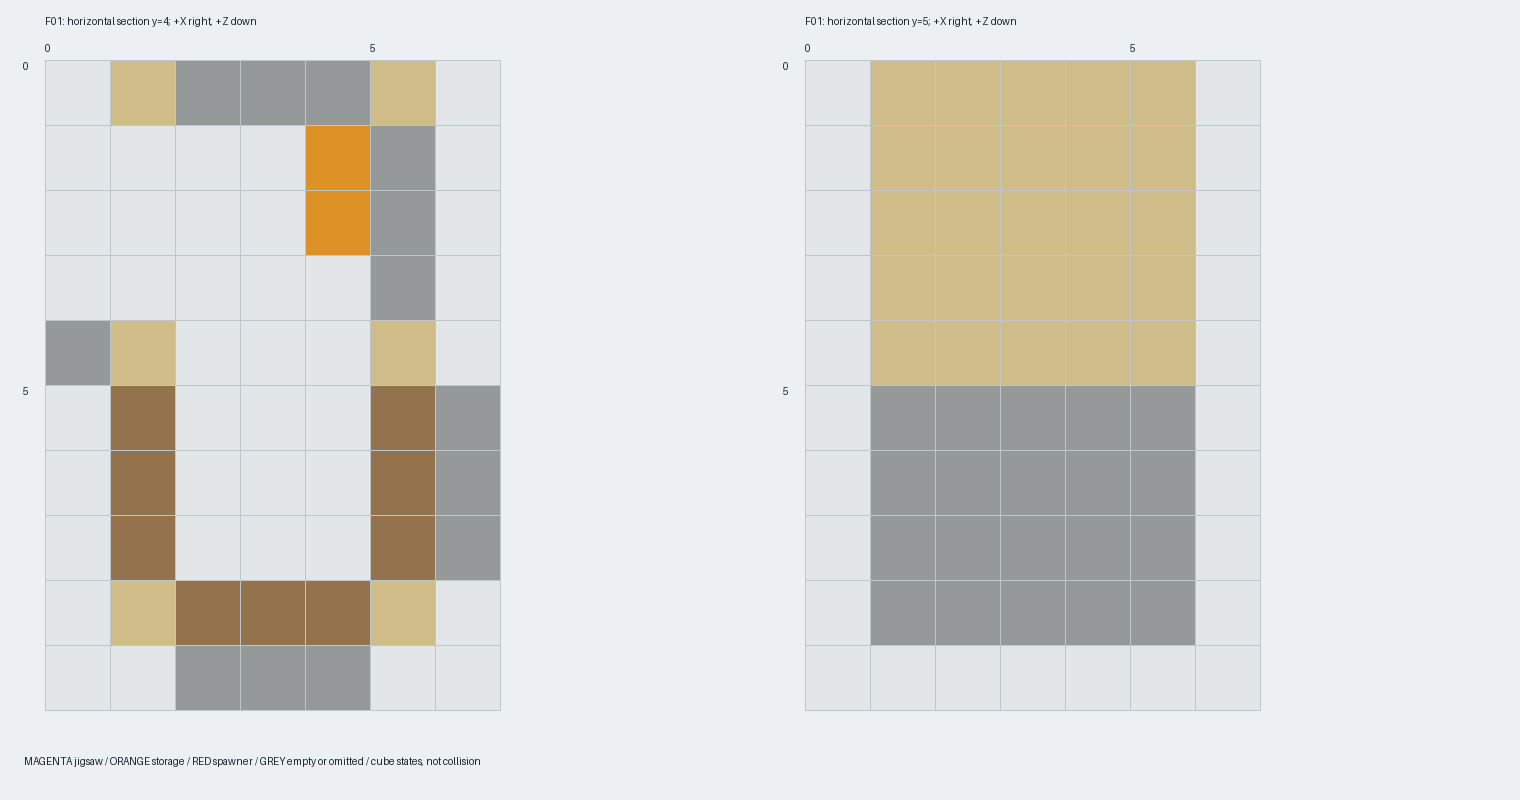 F01: horizontal section y=4; +X right, +Z down
F01: horizontal section y=5; +X right, +Z down
0 5
0 5
0
0
5
5
MAGENTA jigsaw / ORANGE storage / RED spawner / GREY empty or omitted / cube states, not collision